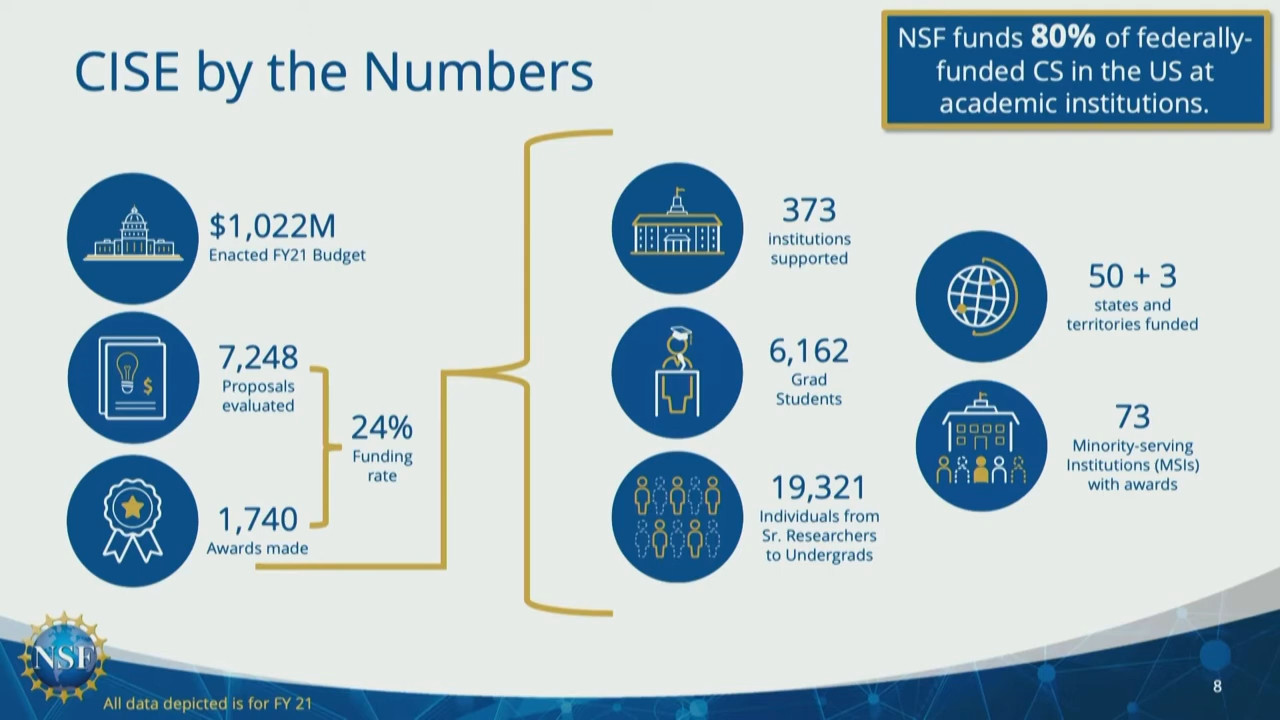 CISE by the Numbers
NSF funds 80% of federally-
funded CS in the US at
academic institutions.
$1,022M
Enacted FY21 Budget
7,248
Proposals
evaluated
24%
Funding
rate
1,740
Awards made
373
institutions
supported
6,162
Grad
Students
19,321
Individuals from
Sr. Researchers
to Undergrads
50 + 3
states and
territories funded
73
Minority-serving
Institutions (MSIs)
with awards
$
NSF
All data depicted is for FY 21
8